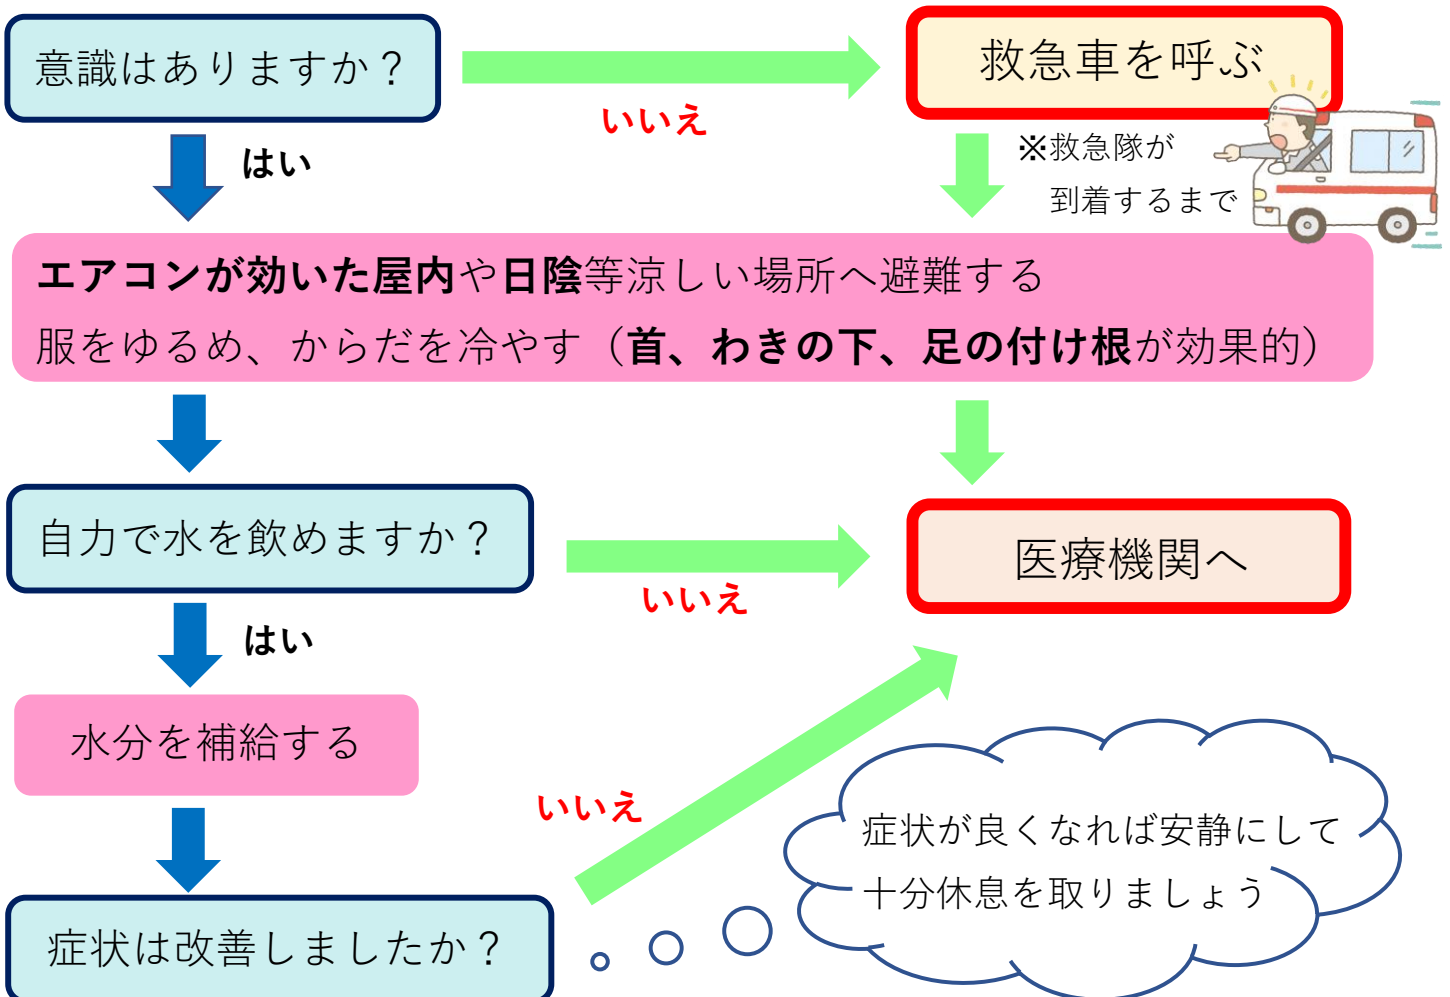 意識はありますか？
いいえ
救急車を呼ぶ
はい
※救急隊が
到着するまで
エアコンが効いた屋内や日陰等涼しい場所へ避難する
服をゆるめ、からだを冷やす（首、わきの下、足の付け根が効果的）
自力で水を飲めますか？
いいえ
医療機関へ
はい
水分を補給する
いいえ
症状は改善しましたか？
症状が良くなれば安静にして
十分休息を取りましょう